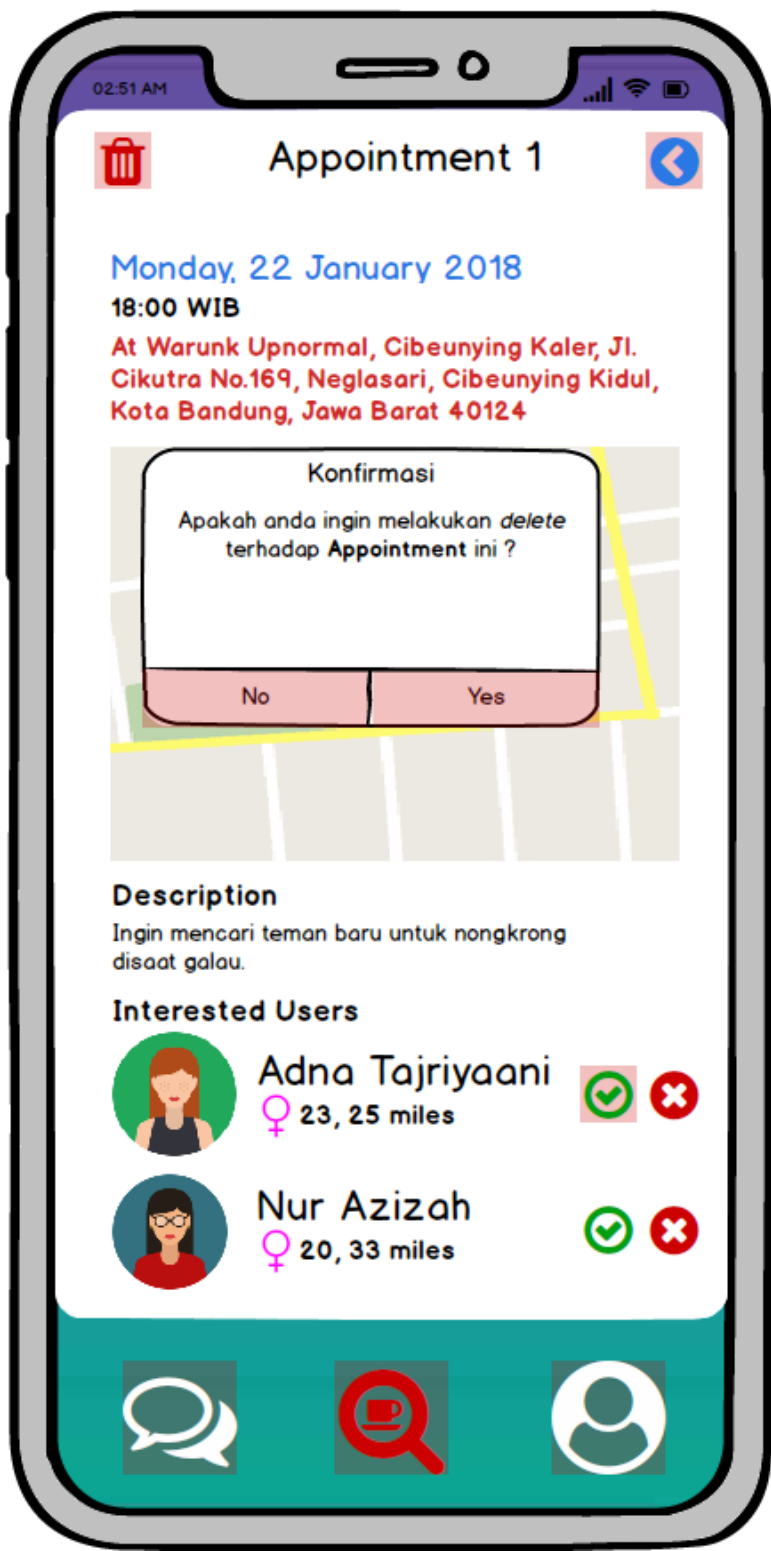 02:51 AM
Appointment 1
Monday, 22 January 2018
18:00 WIB
At Warunk Upnormal, Cibeunying Kaler, Jl.
Cikutra No.169, Neglasari, Cibeunying Kidul,
Kota Bandung, Jawa Barat 40124
Konfirmasi
Apakah anda ingin melakukan delete
terhadap Appointment ini ?
No Yes
Description
Ingin mencari teman baru untuk nongkrong
disaat galau.
Interested Users
Adna Tajriyaani
23, 25 miles
Nur Azizah
20, 33 miles